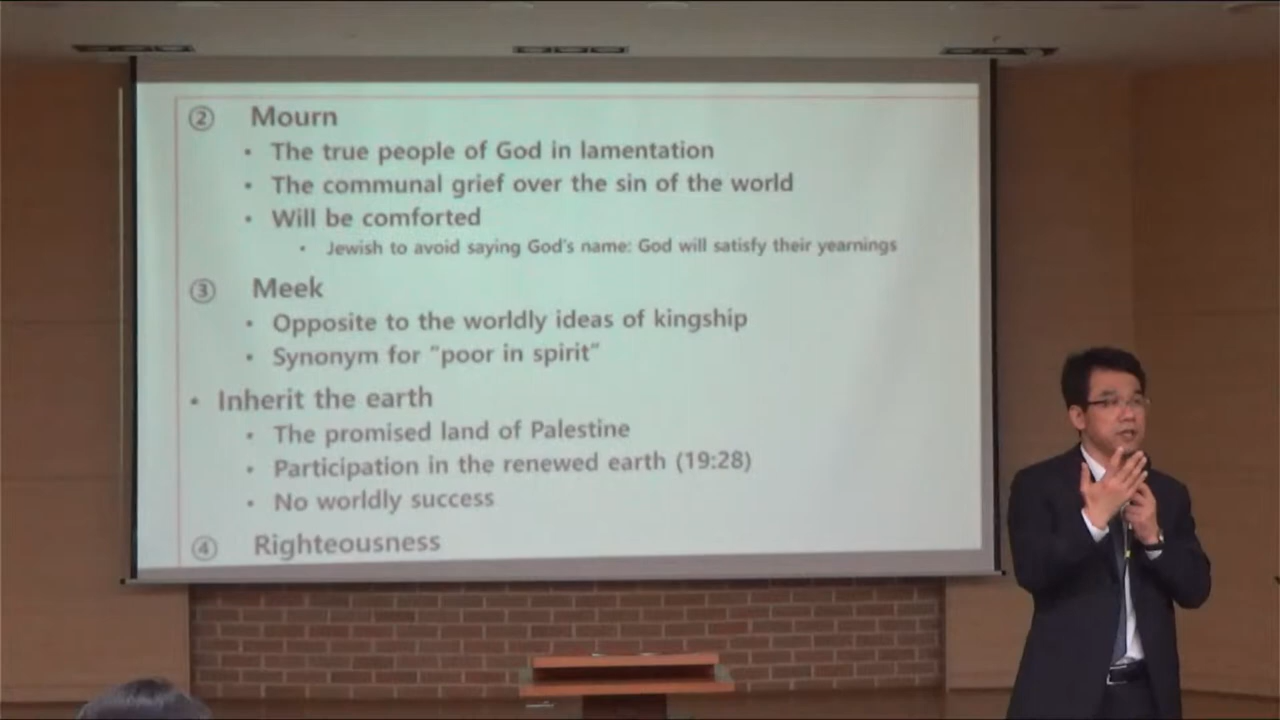 ② Mourn
• The true people of God in lamentation
• The communal grief over the sin of the world
• Will be comforted
• Jewish to avoid saying God's name: God will satisfy their yearnings
③ Meek
• Opposite to the worldly ideas of kingship
• Synonym for "poor in spirit"
• Inherit the earth
• The promised land of Palestine
• Participation in the renewed earth (19:28)
• No worldly success
④ Righteousness